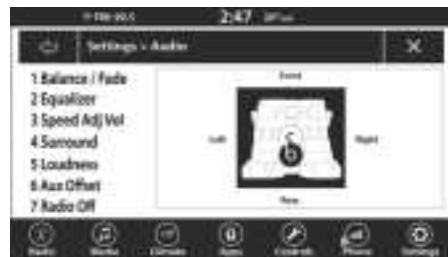 2:47
Settings > Audio
X
1 Balance / Fade
2 Equalizer
3 Speed Adj Vol
4 Surround
5 Loudness
6 Aux Offset
7 Radio Off
Front
Left
Right
Rear
Radio
Media
Climate
Apps
Controls
Phone
Settings